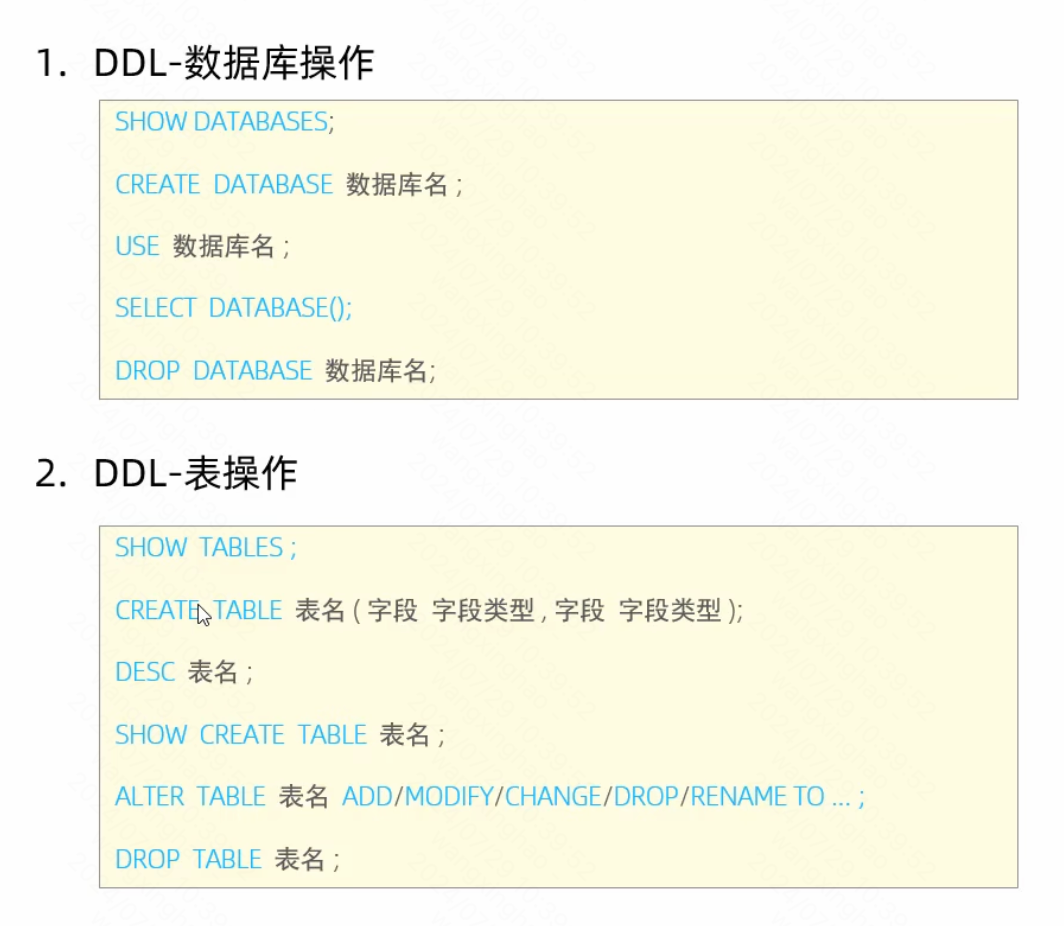 1. DDL-数据库操作
SHOW DATABASES;
CREATE DATABASE 数据库名 ;
USE 数据库名 ;
SELECT DATABASE();
DROP DATABASE 数据库名;
2. DDL-表操作
SHOW TABLES ;
CREATE TABLE 表名 ( 字段 字段类型 , 字段 字段类型 );
DESC 表名 ;
SHOW CREATE TABLE 表名 ;
ALTER TABLE 表名 ADD/MODIFY/CHANGE/DROP/RENAME TO ... ;
DROP TABLE 表名 ;